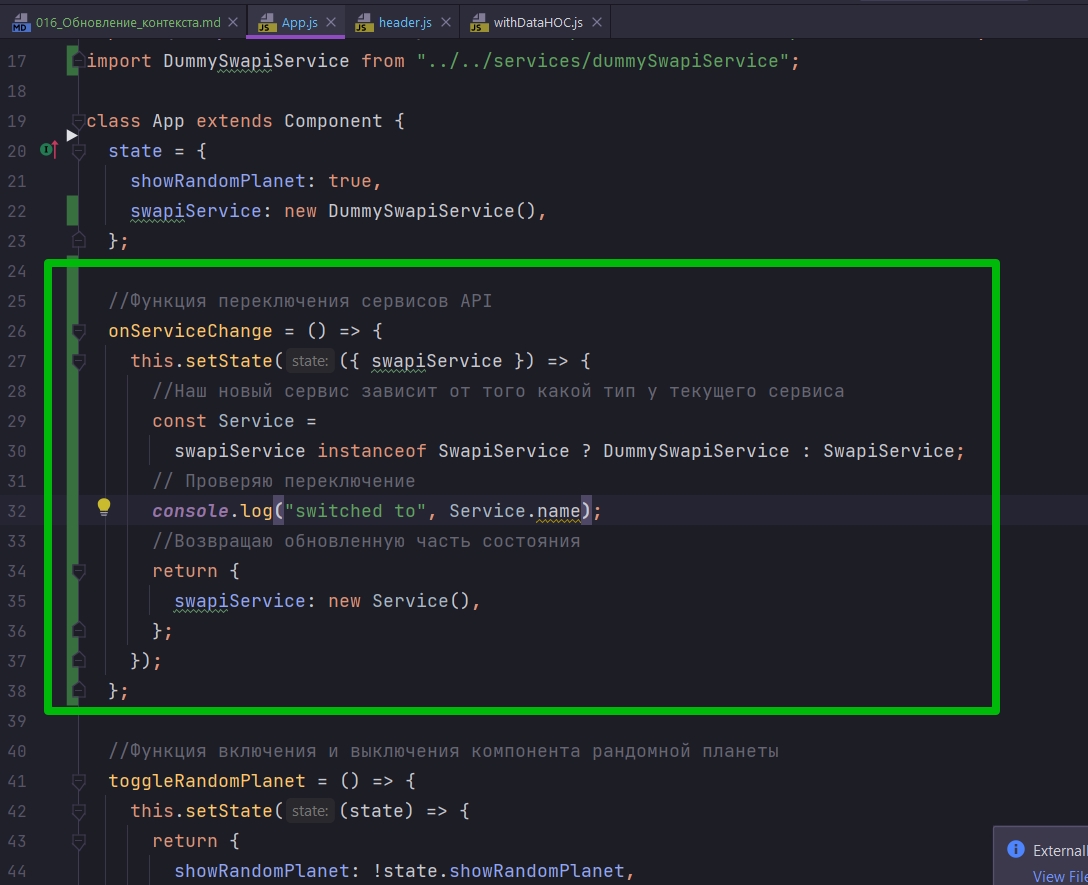 016_Обновление_контекста.md App.js header.js withDataHOC.js
17 import DummySwapiService from "../../services/dummySwapiService";
18
19 class App extends Component {
20 state = {
21 showRandomPlanet: true,
22 swapiService: new DummySwapiService(),
23 };
24
25 //Функция переключения сервисов API
26 onServiceChange = () => {
27 this.setState( state: ({ swapiService }) => {
28 //Наш новый сервис зависит от того какой тип у текущего сервиса
29 const Service =
30 swapiService instanceof SwapiService ? DummySwapiService : SwapiService;
31 // Проверяю переключение
32 console.log("switched to", Service.name);
33 //Возвращаю обновленную часть состояния
34 return {
35 swapiService: new Service(),
36 };
37 });
38 };
39
40 //Функция включения и выключения компонента рандомной планеты
41 toggleRandomPlanet = () => {
42 this.setState( state: (state) => {
43 return {
44 showRandomPlanet: !state.showRandomPlanet,
External
View File